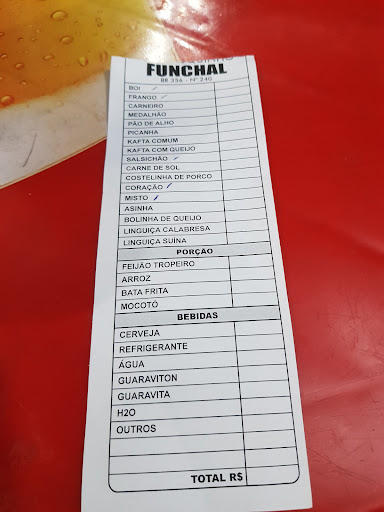 FUNCHAL
BR 356 - Nº 240
BOI
FRANGO
CARNEIRO
MEDALHÃO
PÃO DE ALHO
PICANHA
KAFTA COMUM
KAFTA COM QUEIJO
SALSICHÃO
CARNE DE SOL
COSTELINHA DE PORCO
CORAÇÃO
MISTO
ASINHA
BOLINHA DE QUEIJO
LINGUIÇA CALABRESA
LINGUIÇA SUÍNA
PORÇÃO
FEIJÃO TROPEIRO
ARROZ
BATA FRITA
MOCOTÓ
BEBIDAS
CERVEJA
REFRIGERANTE
ÁGUA
GUARAVITON
GUARAVITA
H2O
OUTROS
TOTAL R$